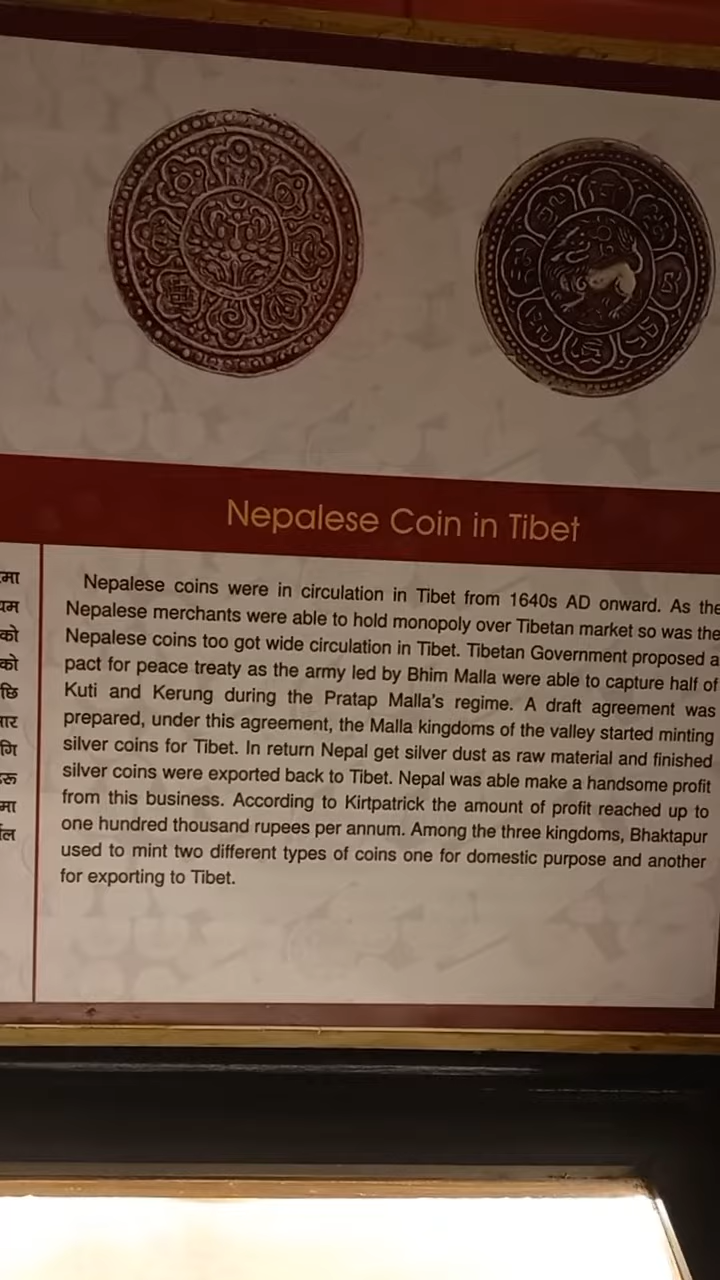 Nepalese Coin in Tibet
Nepalese coins were in circulation in Tibet from 1640s AD onward. As the
Nepalese merchants were able to hold monopoly over Tibetan market so was the
Nepalese coins too got wide circulation in Tibet. Tibetan Government proposed a
pact for peace treaty as the army led by Bhim Malla were able to capture half of
Kuti and Kerung during the Pratap Malla's regime. A draft agreement was
prepared, under this agreement, the Malla kingdoms of the valley started minting
silver coins for Tibet. In return Nepal get silver dust as raw material and finished
silver coins were exported back to Tibet. Nepal was able make a handsome profit
from this business. According to Kirtpatrick the amount of profit reached up to
one hundred thousand rupees per annum. Among the three kingdoms, Bhaktapur
used to mint two different types of coins one for domestic purpose and another
for exporting to Tibet.